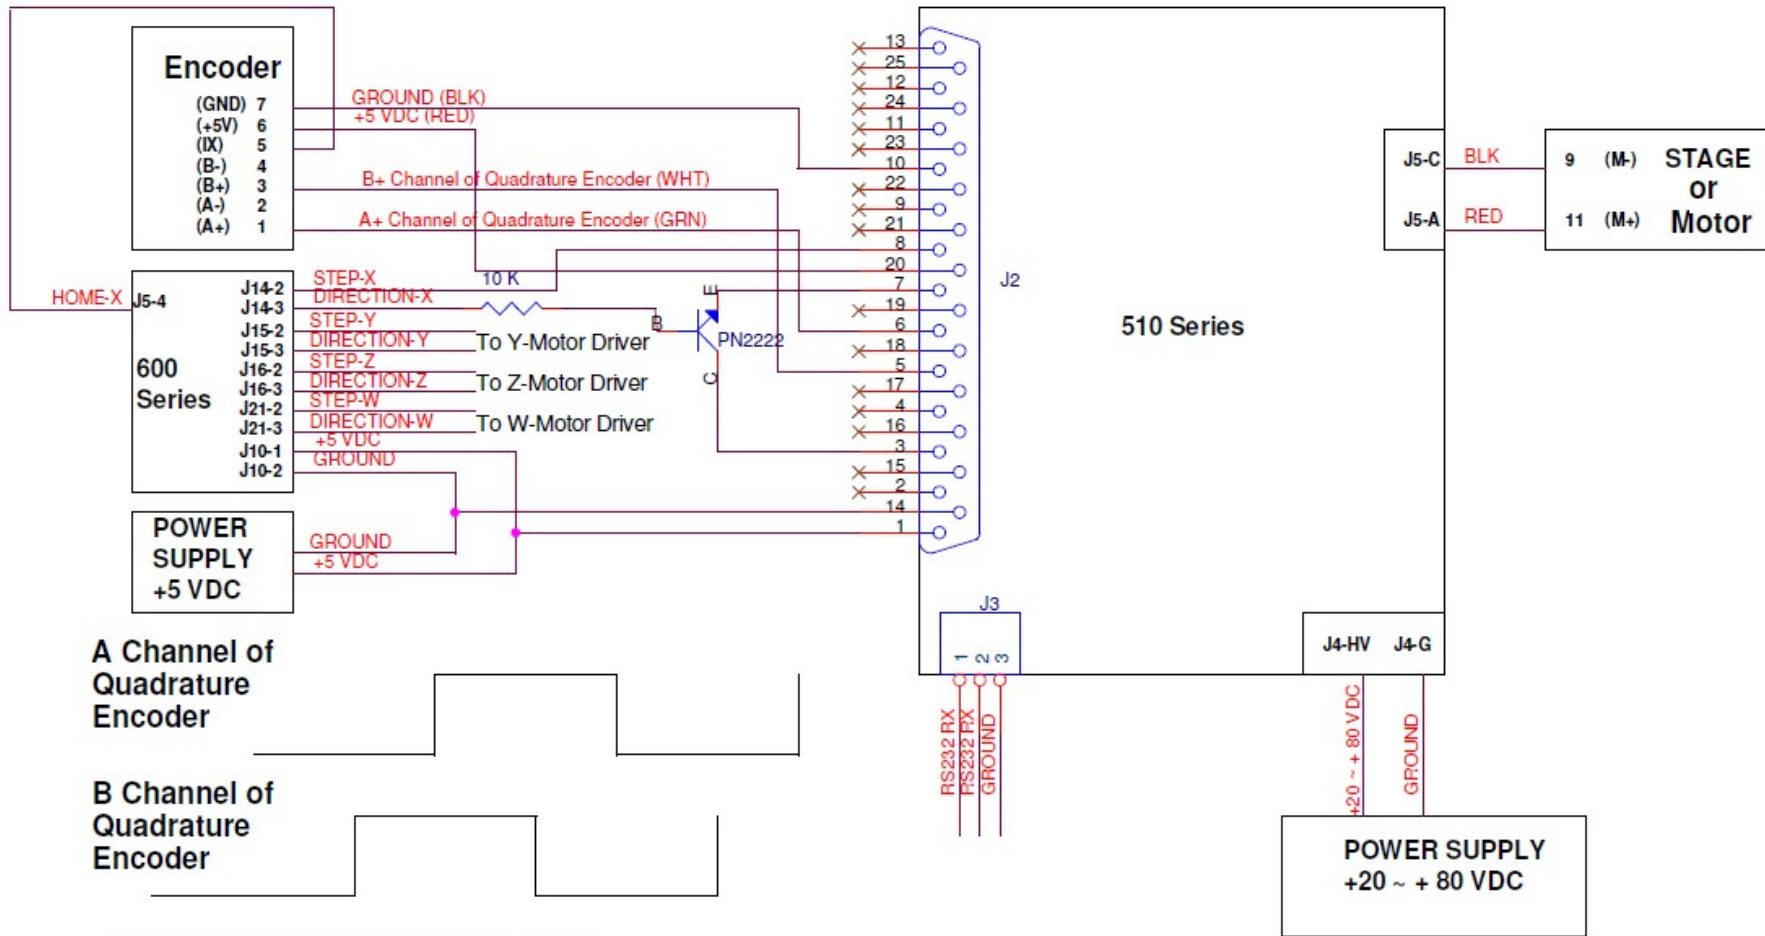 Encoder
(GND) 7
(+5V) 6
(IX) 5
(B-) 4
(B+) 3
(A-) 2
(A+) 1
GROUND (BLK)
+5 VDC (RED)
B+ Channel of Quadrature Encoder (WHT)
A+ Channel of Quadrature Encoder (GRN)
HOME-X
J5-4
600
Series
J14-2
J14-3
J15-2
J15-3
J16-2
J16-3
J21-2
J21-3
J10-1
J10-2
STEP-X
DIRECTION-X
STEP-Y
DIRECTION-Y
STEP-Z
DIRECTION-Z
STEP-W
DIRECTION-W
+5 VDC
GROUND
10 K
To Y-Motor Driver
To Z-Motor Driver
To W-Motor Driver
B
E
C
PN2222
POWER
SUPPLY
+5 VDC
GROUND
+5 VDC
13
25
12
24
11
23
10
22
9
21
8
20
7
19
6
18
5
17
4
16
3
15
2
14
1
J2
510 Series
J5-C
J5-A
BLK
RED
9 (M-)
11 (M+)
STAGE
or
Motor
J3
1
2
3
RS232 RX
RS232 RX
GROUND
J4-HV J4-G
+20 ~ + 80 VDC
GROUND
POWER SUPPLY
+20 ~ + 80 VDC
A Channel of
Quadrature
Encoder
B Channel of
Quadrature
Encoder